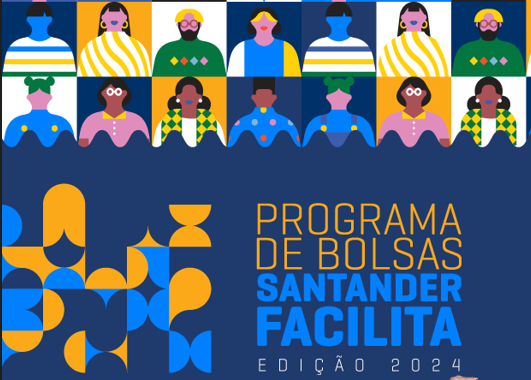 PROGRAMA
DE BOLSAS
SANTANDER
FACILITA
EDIÇÃO 2024